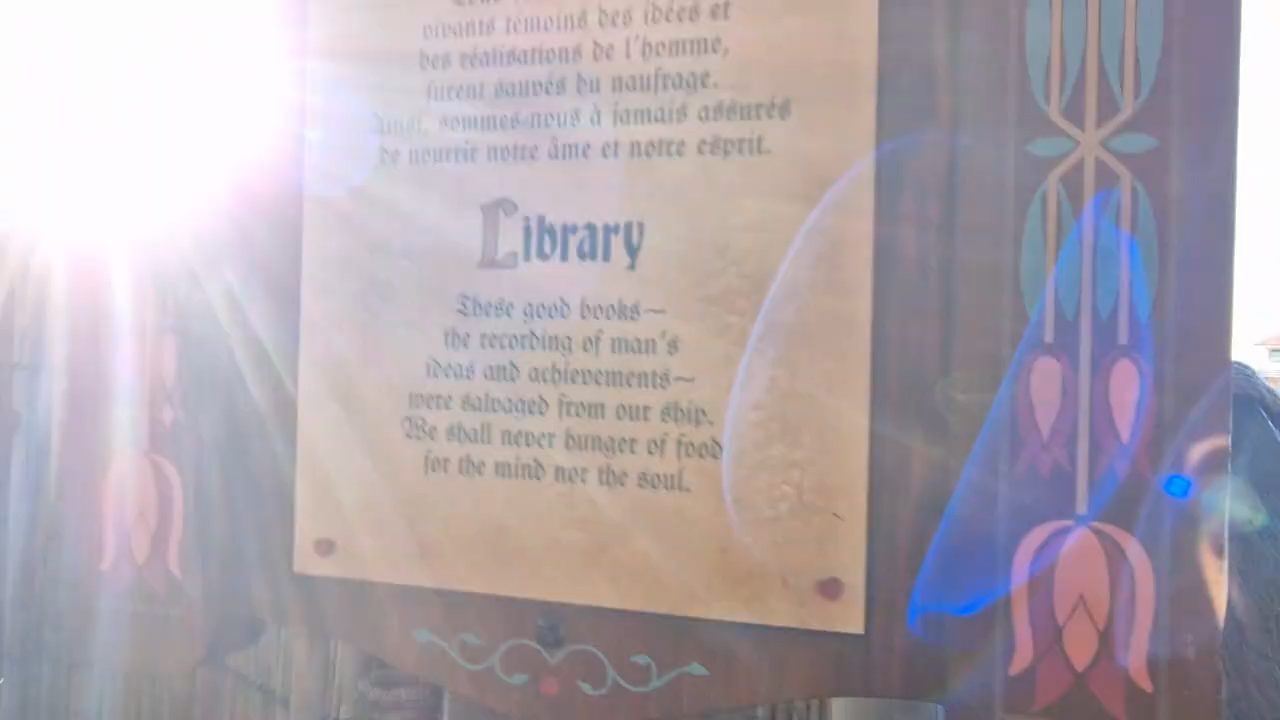 vivants témoins des idées et
des réalisations de l'homme,
furent sauvés du naufrage.
Ainsi, sommes-nous à jamais assurés
de nourrir notre âme et notre esprit.
Library
These good books~
the recording of man's
ideas and achievements~
were salvaged from our ship.
We shall never hunger of food
for the mind nor the soul.